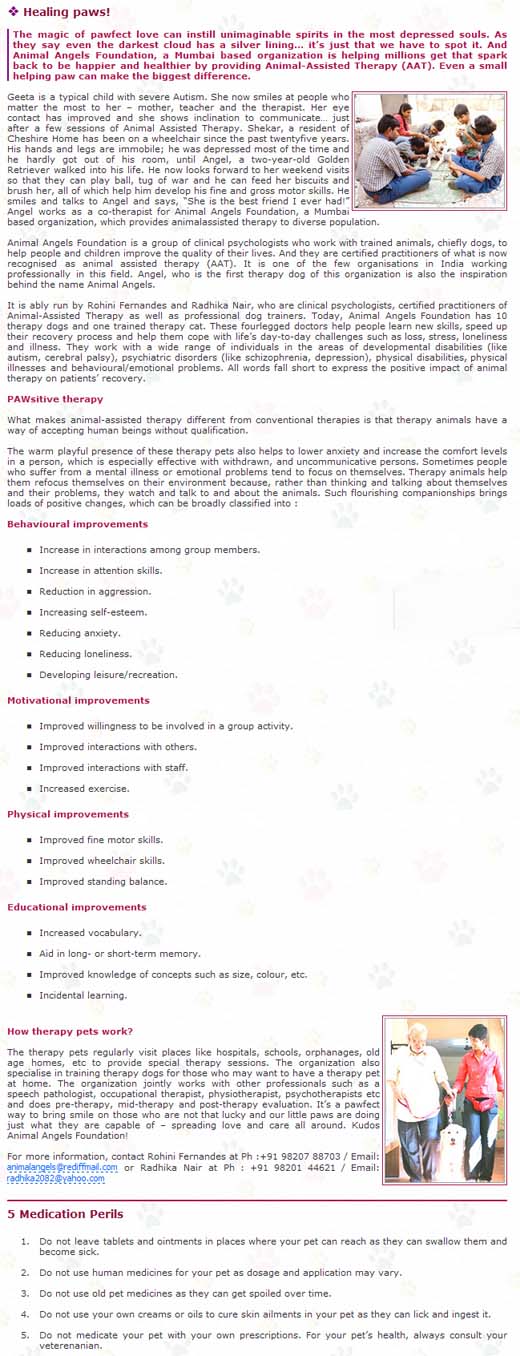 ❖ Healing paws!
The magic of pawfect love can instill unimaginable spirits in the most depressed souls. As
they say even the darkest cloud has a silver lining... it's just that we have to spot it. And
Animal Angels Foundation, a Mumbai based organization is helping millions get that spark
back to be happier and healthier by providing Animal-Assisted Therapy (AAT). Even a small
helping paw can make the biggest difference.
Geeta is a typical child with severe Autism. She now smiles at people who
matter the most to her – mother, teacher and the therapist. Her eye
contact has improved and she shows inclination to communicate… just
after a few sessions of Animal Assisted Therapy. Shekar, a resident of
Cheshire Home has been on a wheelchair since the past twentyfive years.
His hands and legs are immobile; he was depressed most of the time and
he hardly got out of his room, until Angel, a two-year-old Golden
Retriever walked into his life. He now looks forward to her weekend visits
so that they can play ball, tug of war and he can feed her biscuits and
brush her, all of which help him develop his fine and gross motor skills. He
smiles and talks to Angel and says, "She is the best friend I ever had!"
Angel works as a co-therapist for Animal Angels Foundation, a Mumbai
based organization, which provides animalassisted therapy to diverse population.
Animal Angels Foundation is a group of clinical psychologists who work with trained animals, chiefly dogs, to
help people and children improve the quality of their lives. And they are certified practitioners of what is now
recognised as animal assisted therapy (AAT). It is one of the few organisations in India working
professionally in this field. Angel, who is the first therapy dog of this organization is also the inspiration
behind the name Animal Angels.
It is ably run by Rohini Fernandes and Radhika Nair, who are clinical psychologists, certified practitioners of
Animal-Assisted Therapy as well as professional dog trainers. Today, Animal Angels Foundation has 10
therapy dogs and one trained therapy cat. These fourlegged doctors help people learn new skills, speed up
their recovery process and help them cope with life's day-to-day challenges such as loss, stress, loneliness
and illness. They work with a wide range of individuals in the areas of developmental disabilities (like
autism, cerebral palsy), psychiatric disorders (like schizophrenia, depression), physical disabilities, physical
illnesses and behavioural/emotional problems. All words fall short to express the positive impact of animal
therapy on patients' recovery.
PAWsitive therapy
What makes animal-assisted therapy different from conventional therapies is that therapy animals have a
way of accepting human beings without qualification.
The warm playful presence of these therapy pets also helps to lower anxiety and increase the comfort levels
in a person, which is especially effective with withdrawn, and uncommunicative persons. Sometimes people
who suffer from a mental illness or emotional problems tend to focus on themselves. Therapy animals help
them refocus themselves on their environment because, rather than thinking and talking about themselves
and their problems, they watch and talk to and about the animals. Such flourishing companionships brings
loads of positive changes, which can be broadly classified into :
Behavioural improvements
▪ Increase in interactions among group members.
▪ Increase in attention skills.
▪ Reduction in aggression.
▪ Increasing self-esteem.
▪ Reducing anxiety.
▪ Reducing loneliness.
▪ Developing leisure/recreation.
Motivational improvements
▪ Improved willingness to be involved in a group activity.
▪ Improved interactions with others.
▪ Improved interactions with staff.
▪ Increased exercise.
Physical improvements
▪ Improved fine motor skills.
▪ Improved wheelchair skills.
▪ Improved standing balance.
Educational improvements
▪ Increased vocabulary.
▪ Aid in long- or short-term memory.
▪ Improved knowledge of concepts such as size, colour, etc.
▪ Incidental learning.
How therapy pets work?
The therapy pets regularly visit places like hospitals, schools, orphanages, old
age homes, etc to provide special therapy sessions. The organization also
specialise in training therapy dogs for those who may want to have a therapy pet
at home. The organization jointly works with other professionals such as a
speech pathologist, occupational therapist, physiotherapist, psychotherapists etc
and does pre-therapy, mid-therapy and post-therapy evaluation. It's a pawfect
way to bring smile on those who are not that lucky and our little paws are doing
just what they are capable of – spreading love and care all around. Kudos
Animal Angels Foundation!
For more information, contact Rohini Fernandes at Ph :+91 98207 88703 / Email:
animalangels@rediffmail.com or Radhika Nair at Ph : +91 98201 44621 / Email:
radhika2082@yahoo.com
5 Medication Perils
1. Do not leave tablets and ointments in places where your pet can reach as they can swallow them and
become sick.
2. Do not use human medicines for your pet as dosage and application may vary.
3. Do not use old pet medicines as they can get spoiled over time.
4. Do not use your own creams or oils to cure skin ailments in your pet as they can lick and ingest it.
5. Do not medicate your pet with your own prescriptions. For your pet's health, always consult your
veterenanian.